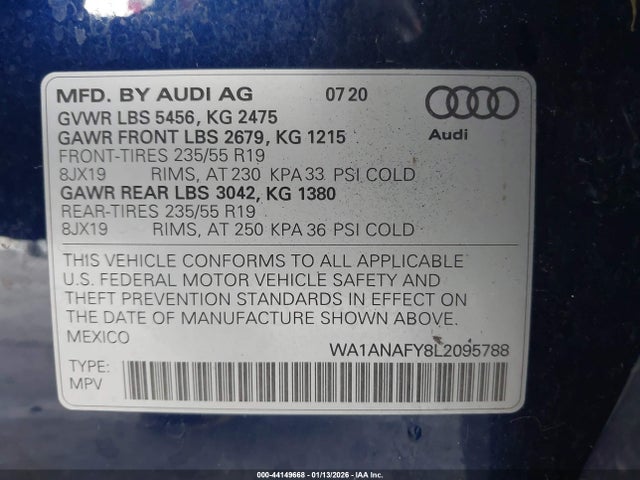 MFD. BY AUDI AG 07 20
Audi
GVWR LBS 5456, KG 2475
GAWR FRONT LBS 2679, KG 1215
FRONT-TIRES 235/55 R19
8JX19 RIMS, AT 230 KPA 33 PSI COLD
GAWR REAR LBS 3042, KG 1380
REAR-TIRES 235/55 R19
8JX19 RIMS, AT 250 KPA 36 PSI COLD
THIS VEHICLE CONFORMS TO ALL APPLICABLE
U.S. FEDERAL MOTOR VEHICLE SAFETY AND
THEFT PREVENTION STANDARDS IN EFFECT ON
THE DATE OF MANUFACTURE SHOWN ABOVE.
MEXICO
WA1ANAFY8L2095788
TYPE:
MPV
000-44149668 - 01/13/2026 - IAA Inc.